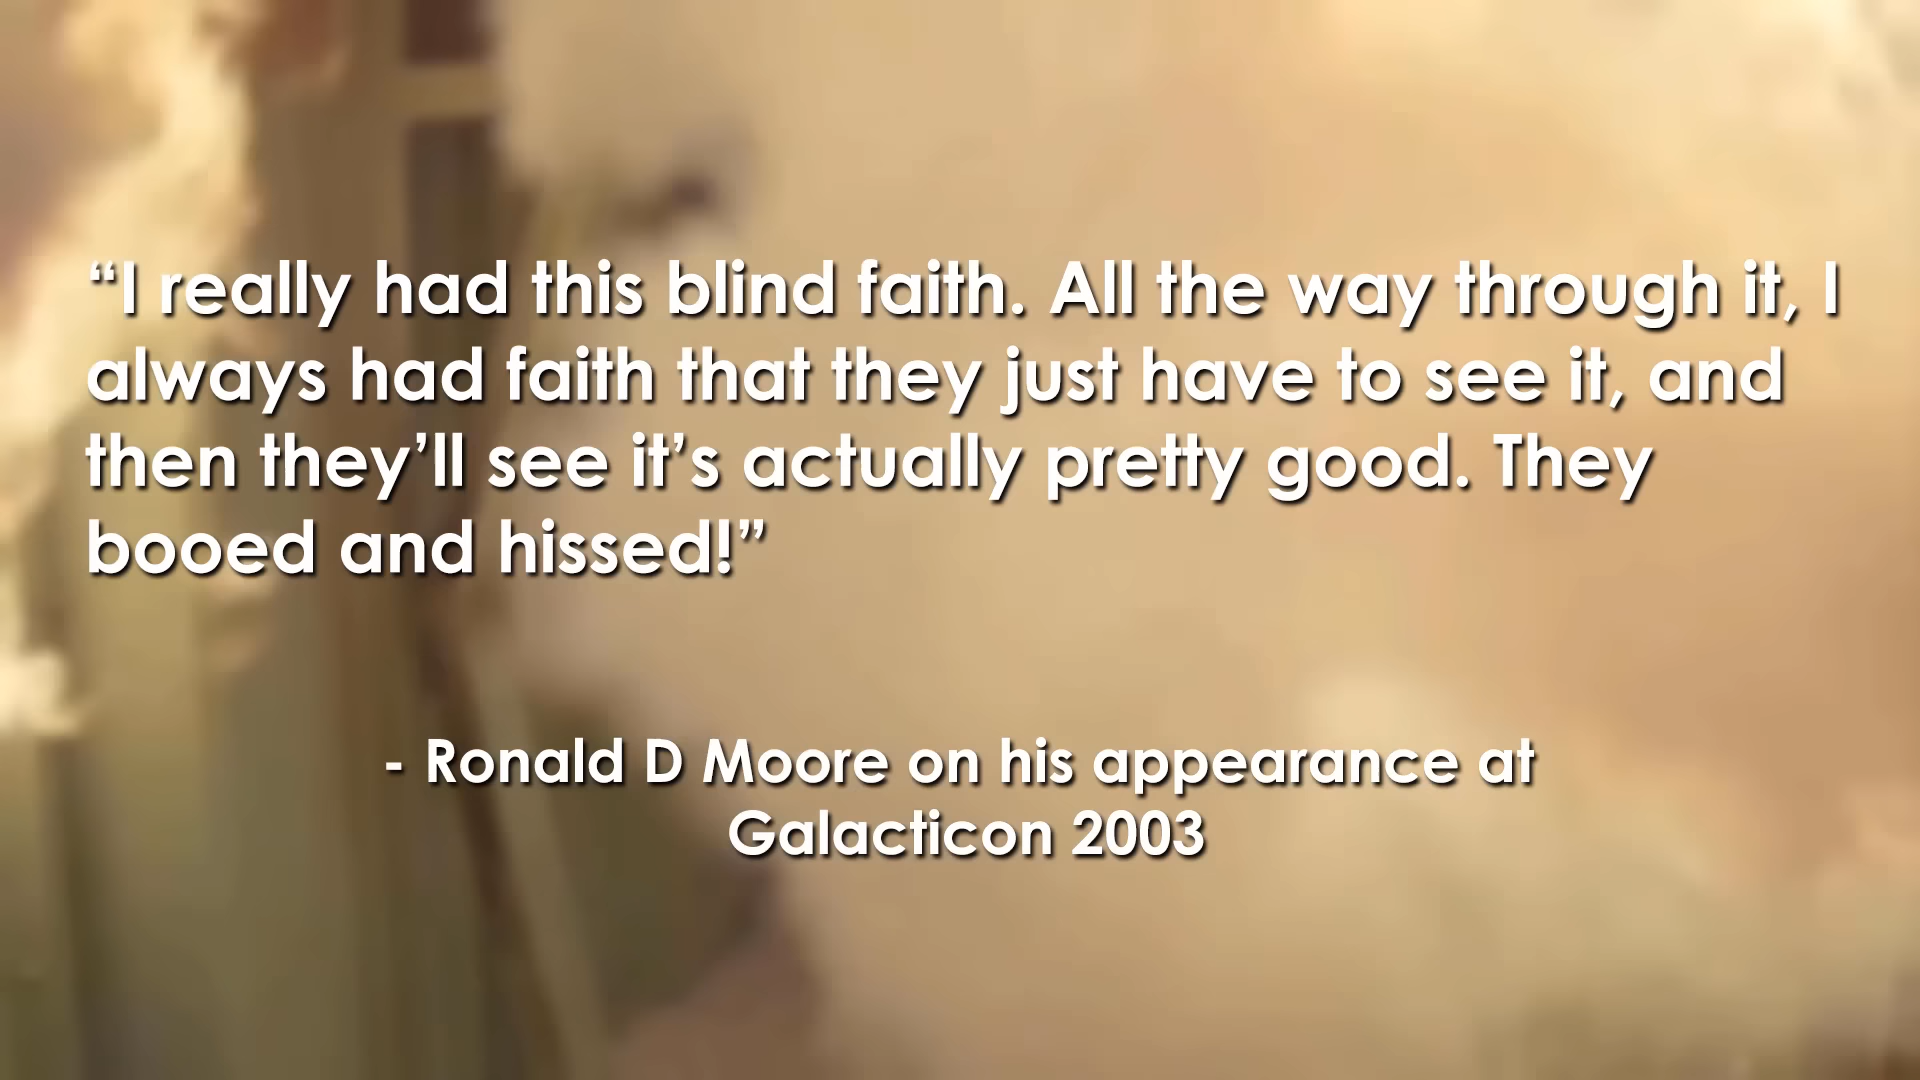 “I really had this blind faith. All the way through it, I
always had faith that they just have to see it, and
then they’ll see it’s actually pretty good. They
booed and hissed!”
- Ronald D Moore on his appearance at
Galacticon 2003